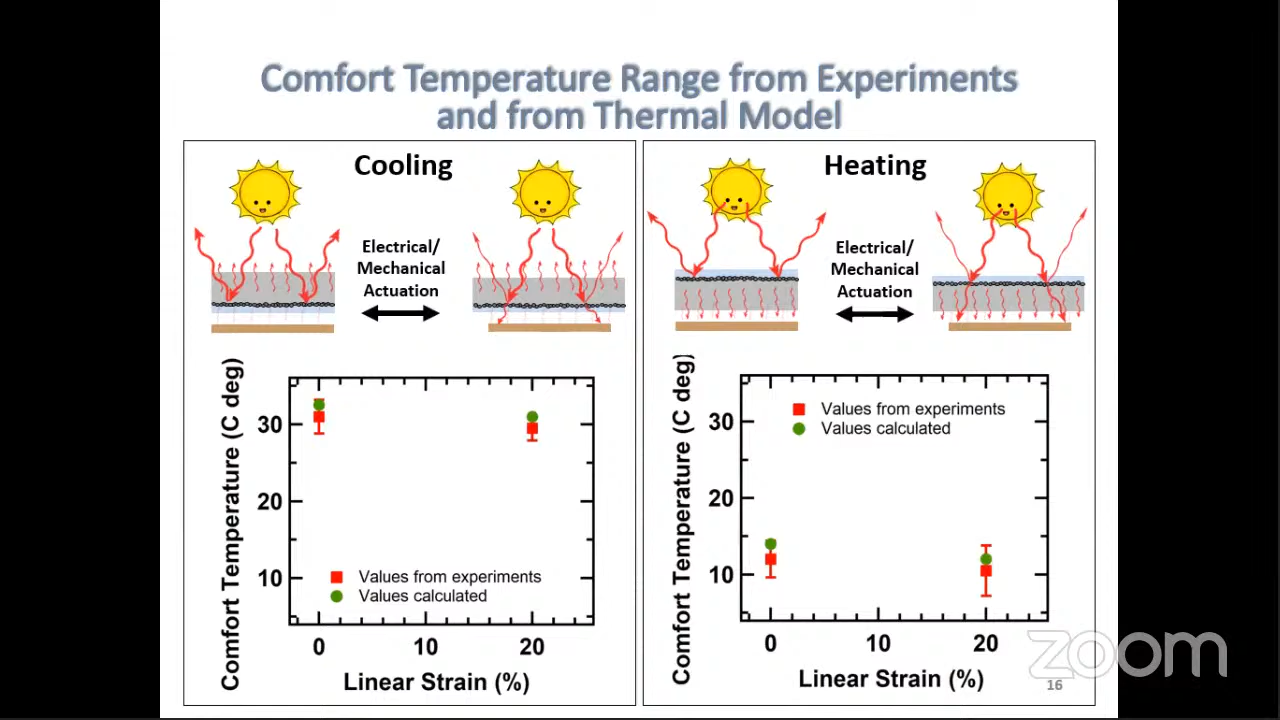 Comfort Temperature Range from Experiments
and from Thermal Model
Cooling
Electrical/
Mechanical
Actuation
Comfort Temperature (C deg)
30
20
10
Values from experiments
Values calculated
0
10
20
Linear Strain (%)
Heating
Electrical/
Mechanical
Actuation
Comfort Temperature (C deg)
30
20
10
Values from experiments
Values calculated
0
10
20
Linear Strain (%)
16
zoom